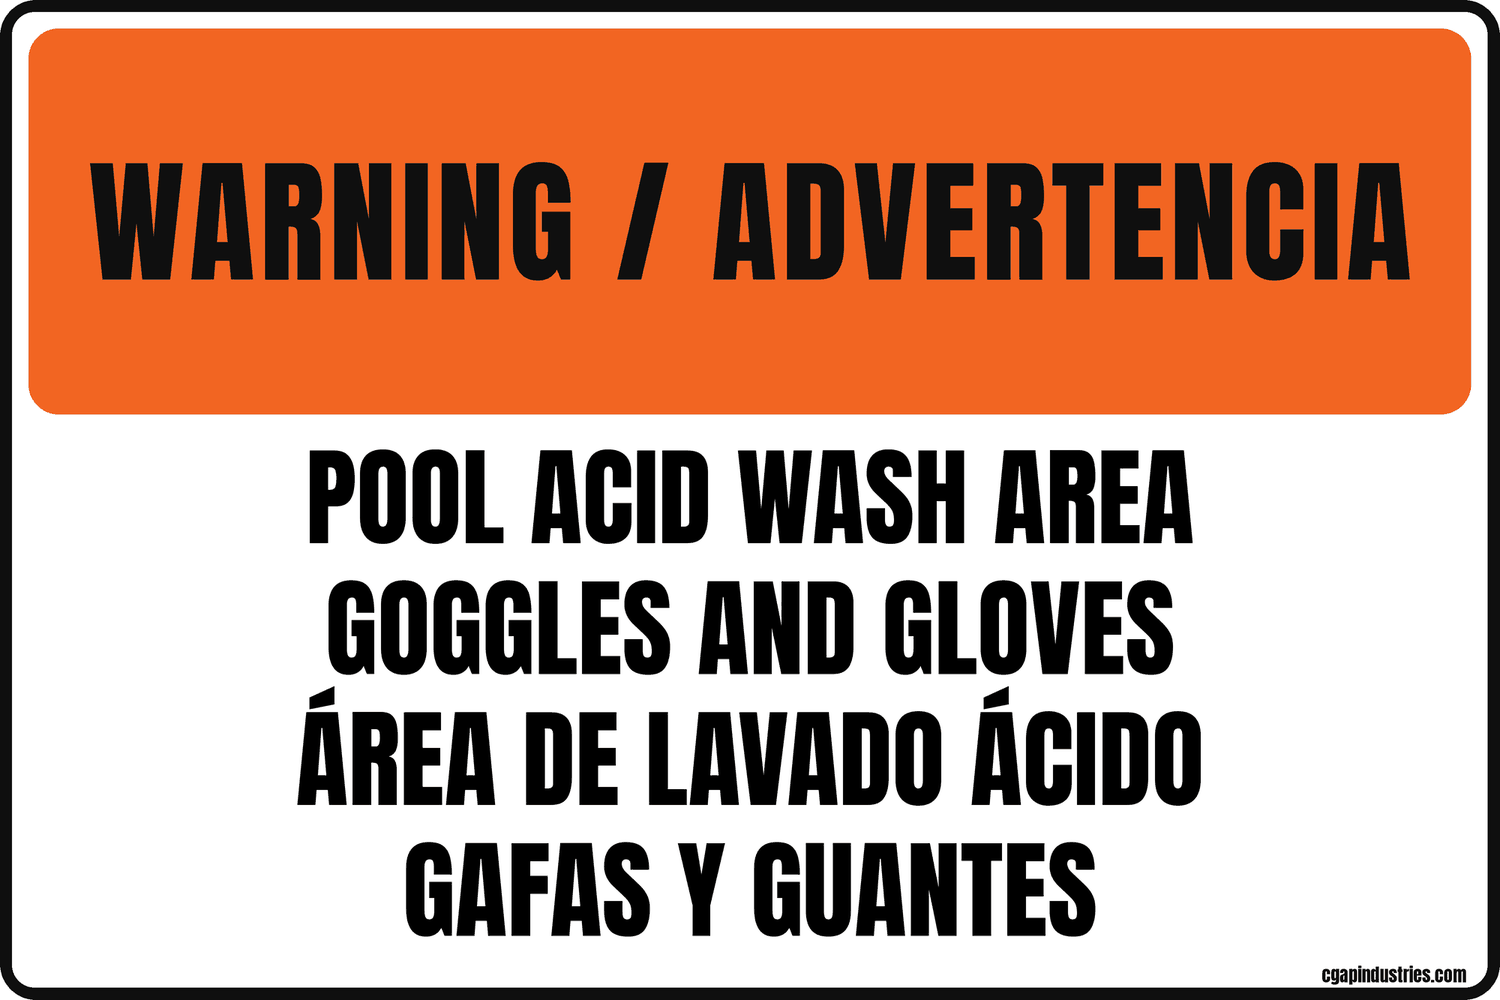 WARNING / ADVERTENCIA
POOL ACID WASH AREA
GOGGLES AND GLOVES
ÁREA DE LAVADO ÁCIDO
GAFAS Y GUANTES
cgapindustries.com